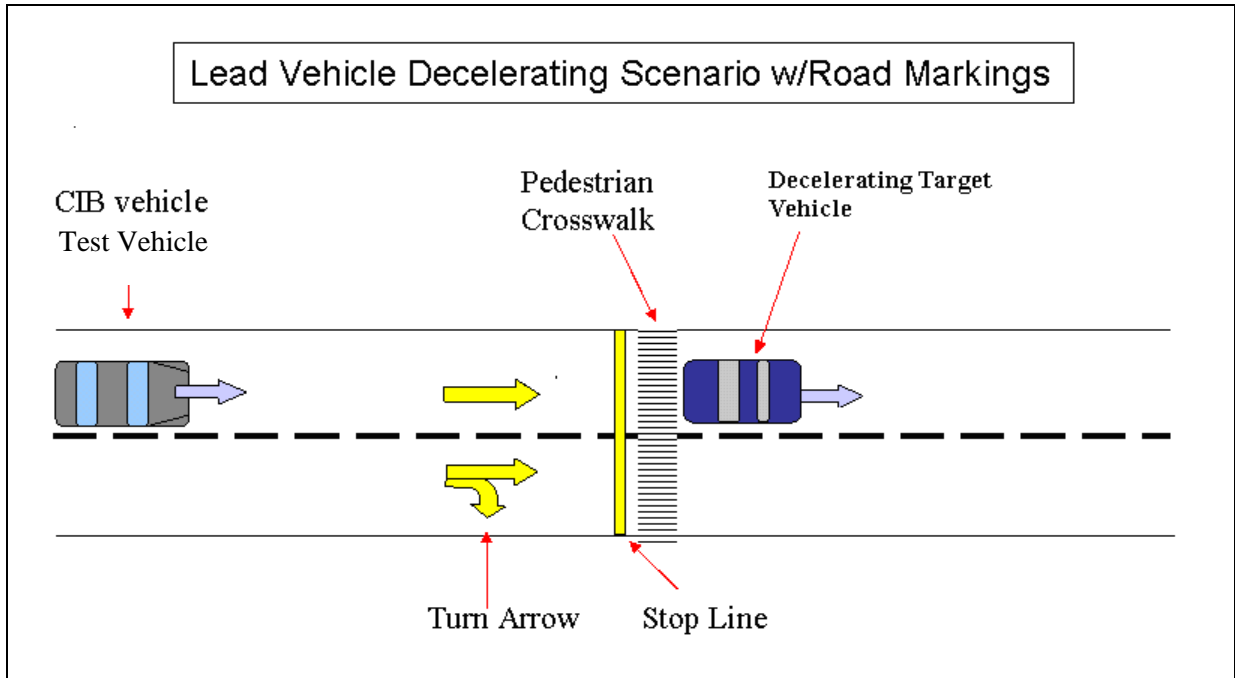 Lead Vehicle Decelerating Scenario w/Road Markings
CIB vehicle
Test Vehicle
Pedestrian
Crosswalk
Decelerating Target
Vehicle
Turn Arrow
Stop Line